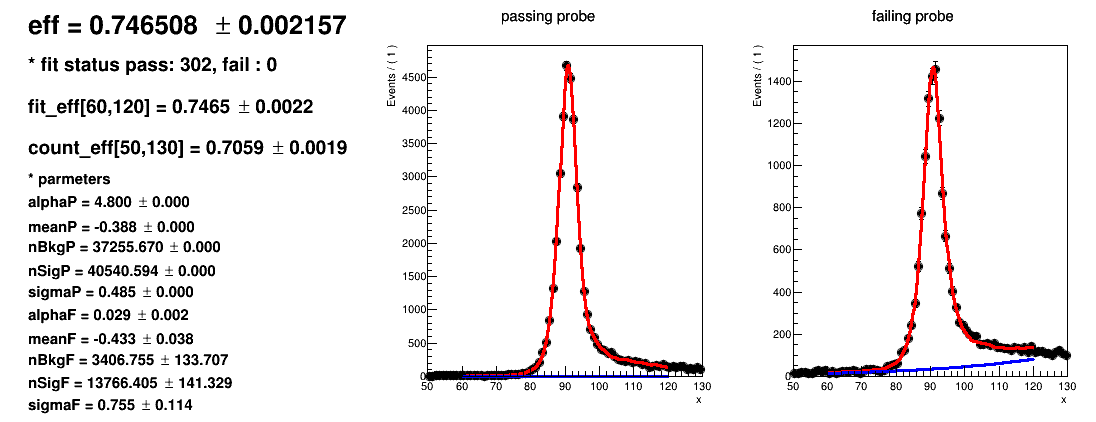 eff = 0.746508 ± 0.002157
* fit status pass: 302, fail : 0
fit_eff[60,120] = 0.7465 ± 0.0022
count_eff[50,130] = 0.7059 ± 0.0019
* parmeters
alphaP = 4.800 ± 0.000
meanP = -0.388 ± 0.000
nBkgP = 37255.670 ± 0.000
nSigP = 40540.594 ± 0.000
sigmaP = 0.485 ± 0.000
alphaF = 0.029 ± 0.002
meanF = -0.433 ± 0.038
nBkgF = 3406.755 ± 133.707
nSigF = 13766.405 ± 141.329
sigmaF = 0.755 ± 0.114
passing probe
Events / ( 1 )
4500
4000
3500
3000
2500
2000
1500
1000
500
0
50 60 70 80 90 100 110 120 130
x
failing probe
Events / ( 1 )
1400
1200
1000
800
600
400
200
0
50 60 70 80 90 100 110 120 130
x